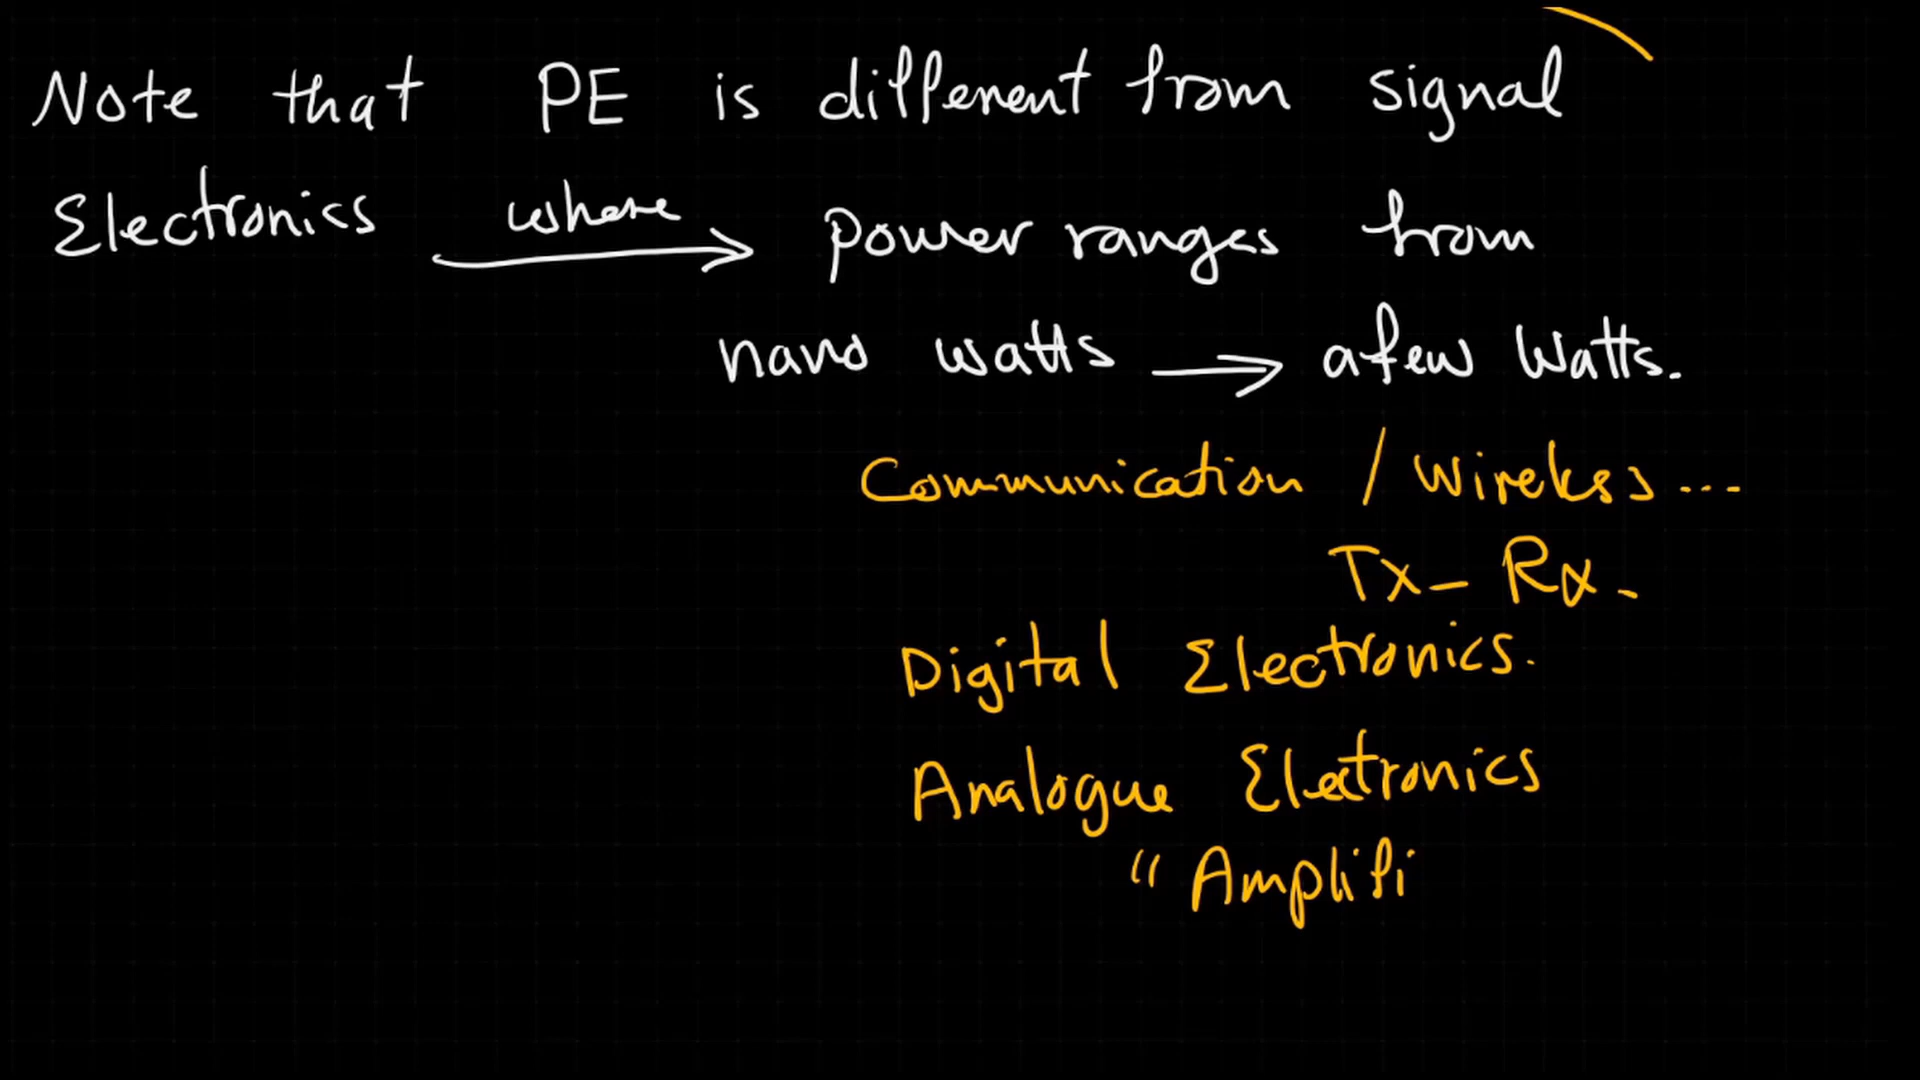 Note that PE is different from signal
Electronics where power ranges from
nano watts → a few Watts.
Communication / Wireless ...
Tx - Rx -
Digital Electronics.
Analogue Electronics
" Amplifi